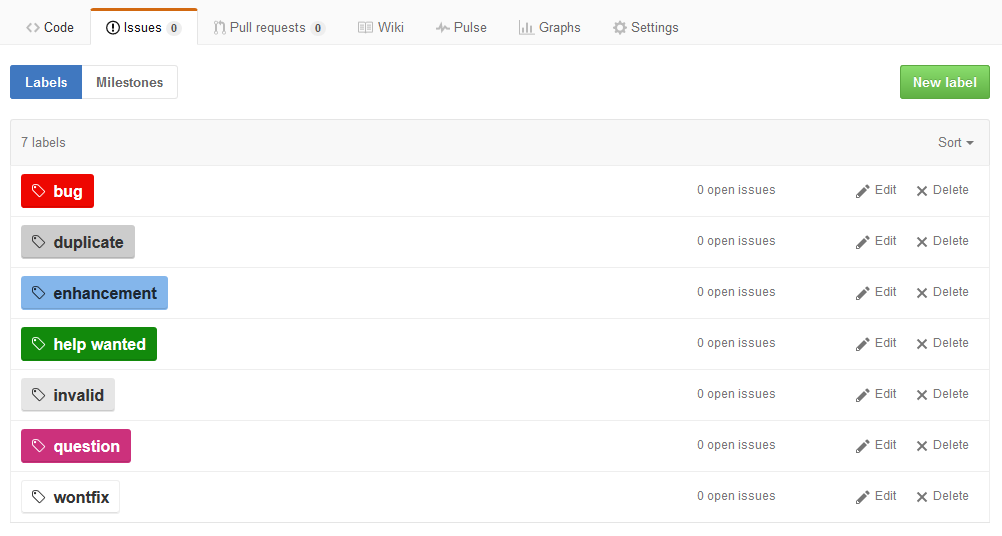 Code Issues 0 Pull requests 0 Wiki Pulse Graphs Settings
Labels Milestones New label
7 labels Sort
bug 0 open issues Edit Delete
duplicate 0 open issues Edit Delete
enhancement 0 open issues Edit Delete
help wanted 0 open issues Edit Delete
invalid 0 open issues Edit Delete
question 0 open issues Edit Delete
wontfix 0 open issues Edit Delete